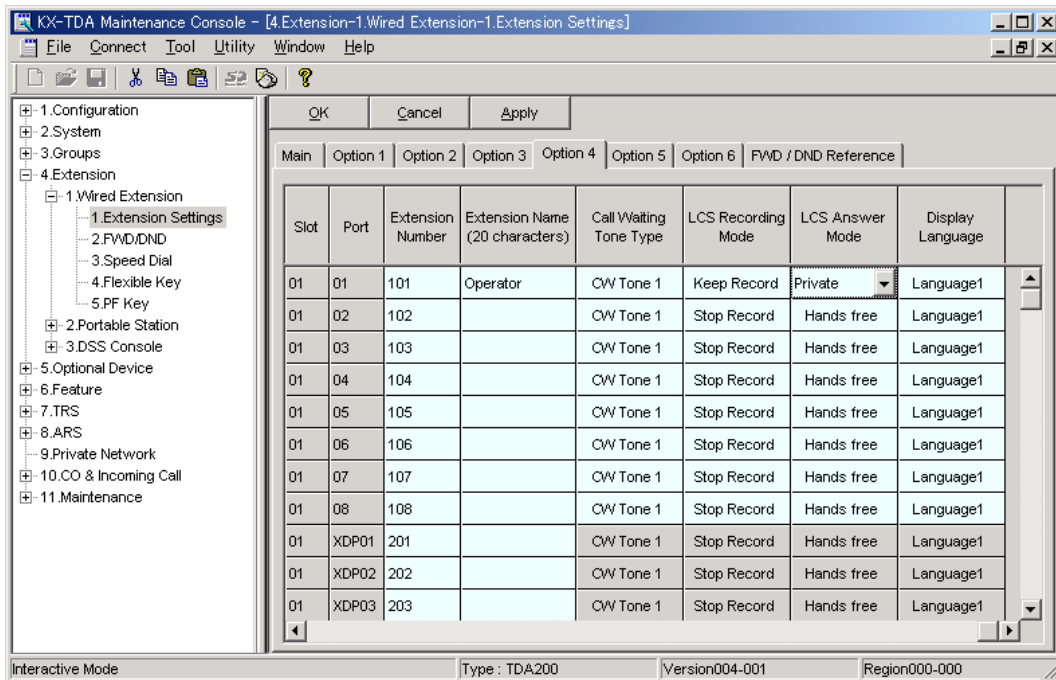 KX-TDA Maintenance Console - [4.Extension-1.Wired Extension-1.Extension Settings]
File Connect Tool Utility Window Help
1.Configuration
2.System
3.Groups
4.Extension
1.Wired Extension
1.Extension Settings
2.FWD/DND
3.Speed Dial
4.Flexible Key
5.PF Key
2.Portable Station
3.DSS Console
5.Optional Device
6.Feature
7.TRS
8.ARS
9.Private Network
10.CO & Incoming Call
11.Maintenance
OK Cancel Apply
Main Option 1 Option 2 Option 3 Option 4 Option 5 Option 6 FWD / DND Reference
Slot Port Extension Number Extension Name (20 characters) Call Waiting Tone Type LCS Recording Mode LCS Answer Mode Display Language
01 01 101 Operator CW Tone 1 Keep Record Private Language1
01 02 102 CW Tone 1 Stop Record Hands free Language1
01 03 103 CW Tone 1 Stop Record Hands free Language1
01 04 104 CW Tone 1 Stop Record Hands free Language1
01 05 105 CW Tone 1 Stop Record Hands free Language1
01 06 106 CW Tone 1 Stop Record Hands free Language1
01 07 107 CW Tone 1 Stop Record Hands free Language1
01 08 108 CW Tone 1 Stop Record Hands free Language1
01 XDP01 201 CW Tone 1 Stop Record Hands free Language1
01 XDP02 202 CW Tone 1 Stop Record Hands free Language1
01 XDP03 203 CW Tone 1 Stop Record Hands free Language1
Interactive Mode Type : TDA200 Version004-001 Region000-000